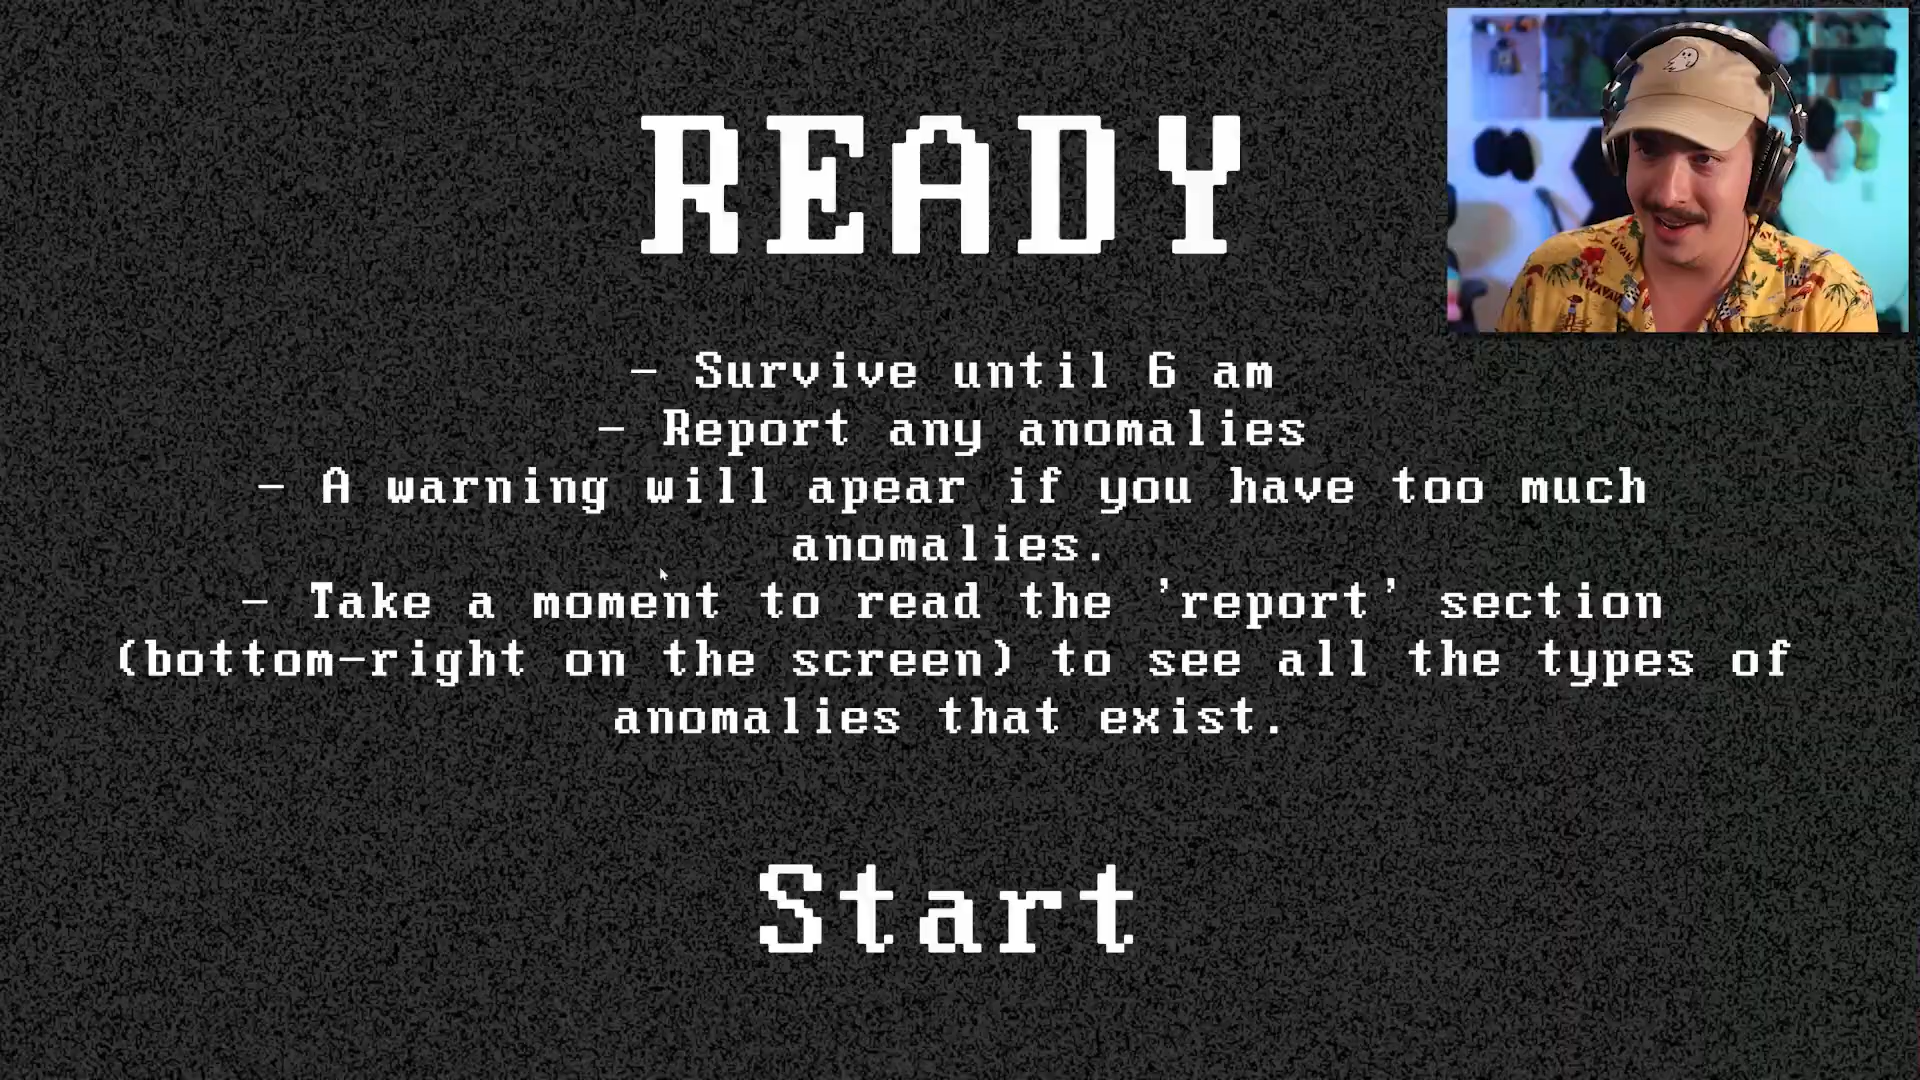 READY
- Survive until 6 am
- Report any anomalies
- A warning will apear if you have too much
anomalies.
- Take a moment to read the 'report' section
(bottom-right on the screen) to see all the types of
anomalies that exist.
Start